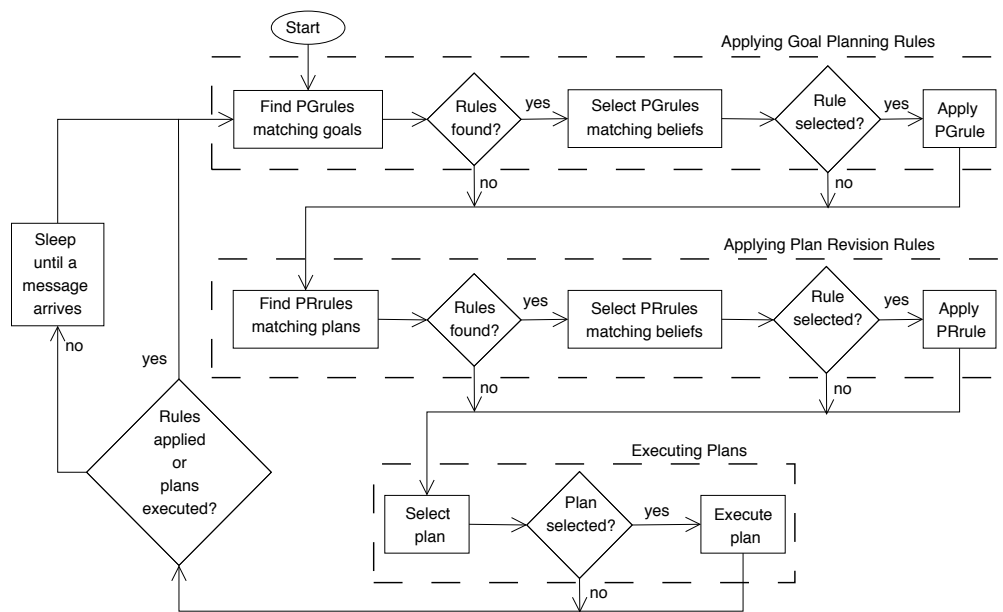 Start
Applying Goal Planning Rules
Find PGrules
matching goals
Rules
found?
yes
Select PGrules
matching beliefs
Rule
selected?
yes
Apply
PGrule
no
no
Sleep
until a
message
arrives
Applying Plan Revision Rules
Find PRrules
matching plans
Rules
found?
yes
Select PRrules
matching beliefs
Rule
selected?
yes
Apply
PRrule
no
no
no
yes
Rules
applied
or
plans
executed?
Executing Plans
Select
plan
Plan
selected?
yes
Execute
plan
no